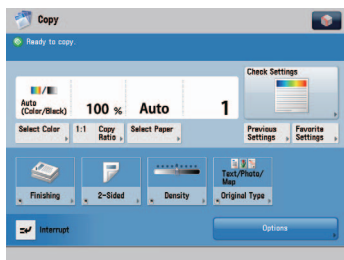 Copy
Ready to copy.
Check Settings
Auto
(Color/Black)
100 %
Auto
1
Select Color
1:1 Copy
Ratio
Select Paper
Previous
Settings
Favorite
Settings
Finishing
2-Sided
Density
Text/Photo/
Map
Original Type
Interrupt
Options